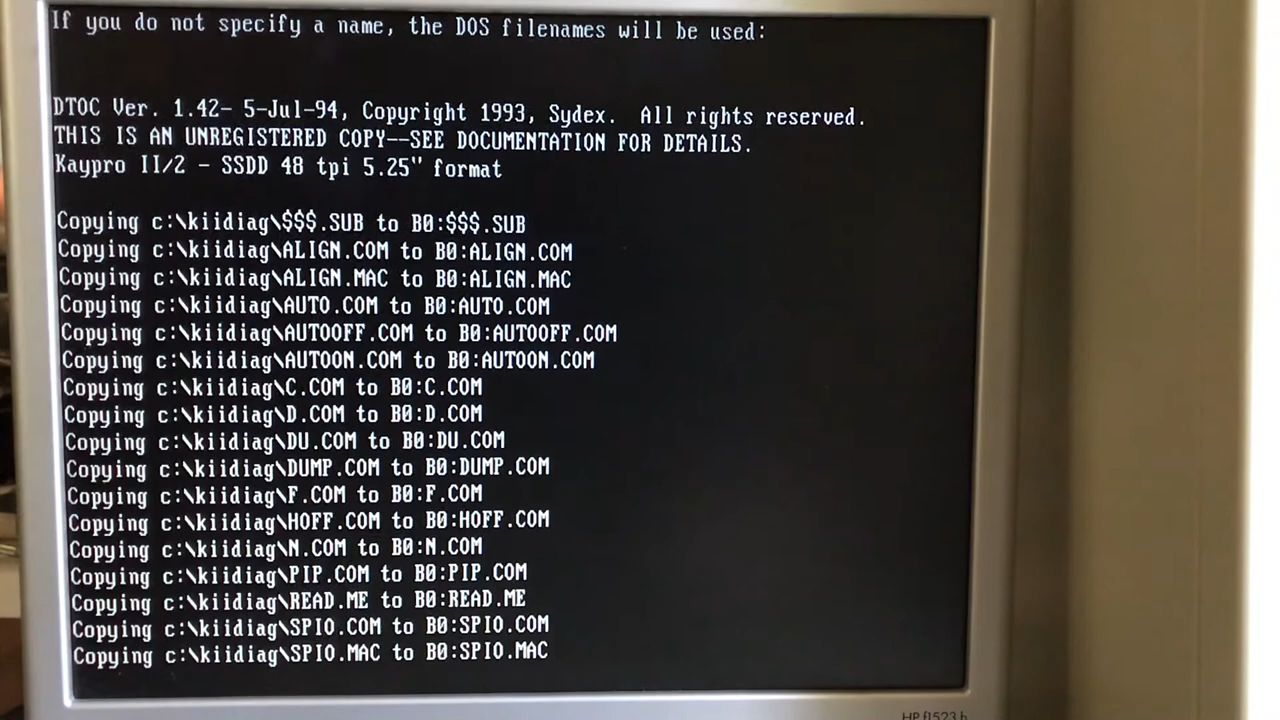 If you do not specify a name, the DOS filenames will be used:
DTOC Ver. 1.42- 5-Jul-94, Copyright 1993, Sydex.  All rights reserved.
THIS IS AN UNREGISTERED COPY--SEE DOCUMENTATION FOR DETAILS.
Kaypro II/2 - SSDD 48 tpi 5.25" format
Copying c:\kiidiag\$$$.SUB to B0:$$$.SUB
Copying c:\kiidiag\ALIGN.COM to B0:ALIGN.COM
Copying c:\kiidiag\ALIGN.MAC to B0:ALIGN.MAC
Copying c:\kiidiag\AUTO.COM to B0:AUTO.COM
Copying c:\kiidiag\AUTOOFF.COM to B0:AUTOOFF.COM
Copying c:\kiidiag\AUTOON.COM to B0:AUTOON.COM
Copying c:\kiidiag\C.COM to B0:C.COM
Copying c:\kiidiag\D.COM to B0:D.COM
Copying c:\kiidiag\DU.COM to B0:DU.COM
Copying c:\kiidiag\DUMP.COM to B0:DUMP.COM
Copying c:\kiidiag\F.COM to B0:F.COM
Copying c:\kiidiag\HOFF.COM to B0:HOFF.COM
Copying c:\kiidiag\N.COM to B0:N.COM
Copying c:\kiidiag\PIP.COM to B0:PIP.COM
Copying c:\kiidiag\READ.ME to B0:READ.ME
Copying c:\kiidiag\SPIO.COM to B0:SPIO.COM
Copying c:\kiidiag\SPIO.MAC to B0:SPIO.MAC
HP f1523h